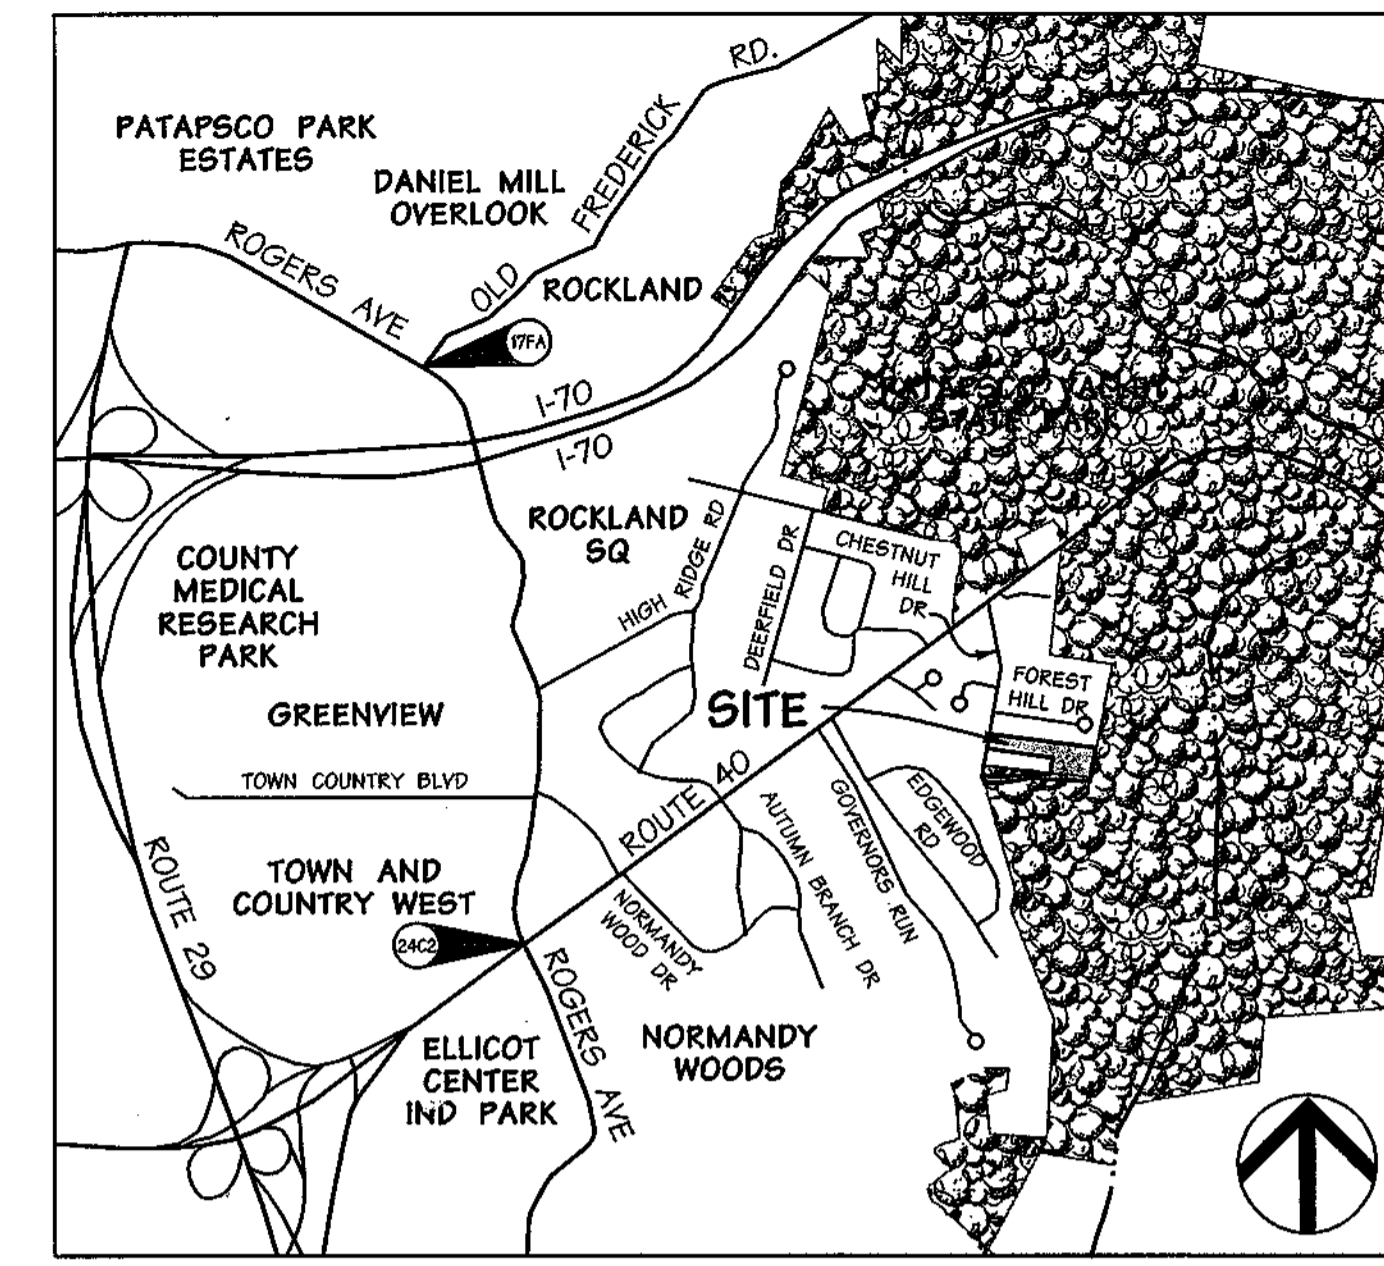 RD.
PATAPSCO PARK
ESTATES
DANIEL MILL
OVERLOOK
FREDERICK
ROGERS AVE
OLD
ROCKLAND
17FA
I-70
I-70
STATE PARK
ROCKLAND
SQ
HIGH RIDGE RD
DEERFIELD DR
CHESTNUT
HILL
DR
COUNTY
MEDICAL
RESEARCH
PARK
FOREST
HILL DR
SITE
GREENVIEW
TOWN COUNTRY BLVD
ROUTE 40
AUTUMN BRANCH DR
GOVERNORS RUN
EDGEWOOD
RD
ROUTE 29
TOWN AND
COUNTRY WEST
NORMANDY
WOOD DR
24C2
ROGERS AVE
ELLICOT
CENTER
IND PARK
NORMANDY
WOODS